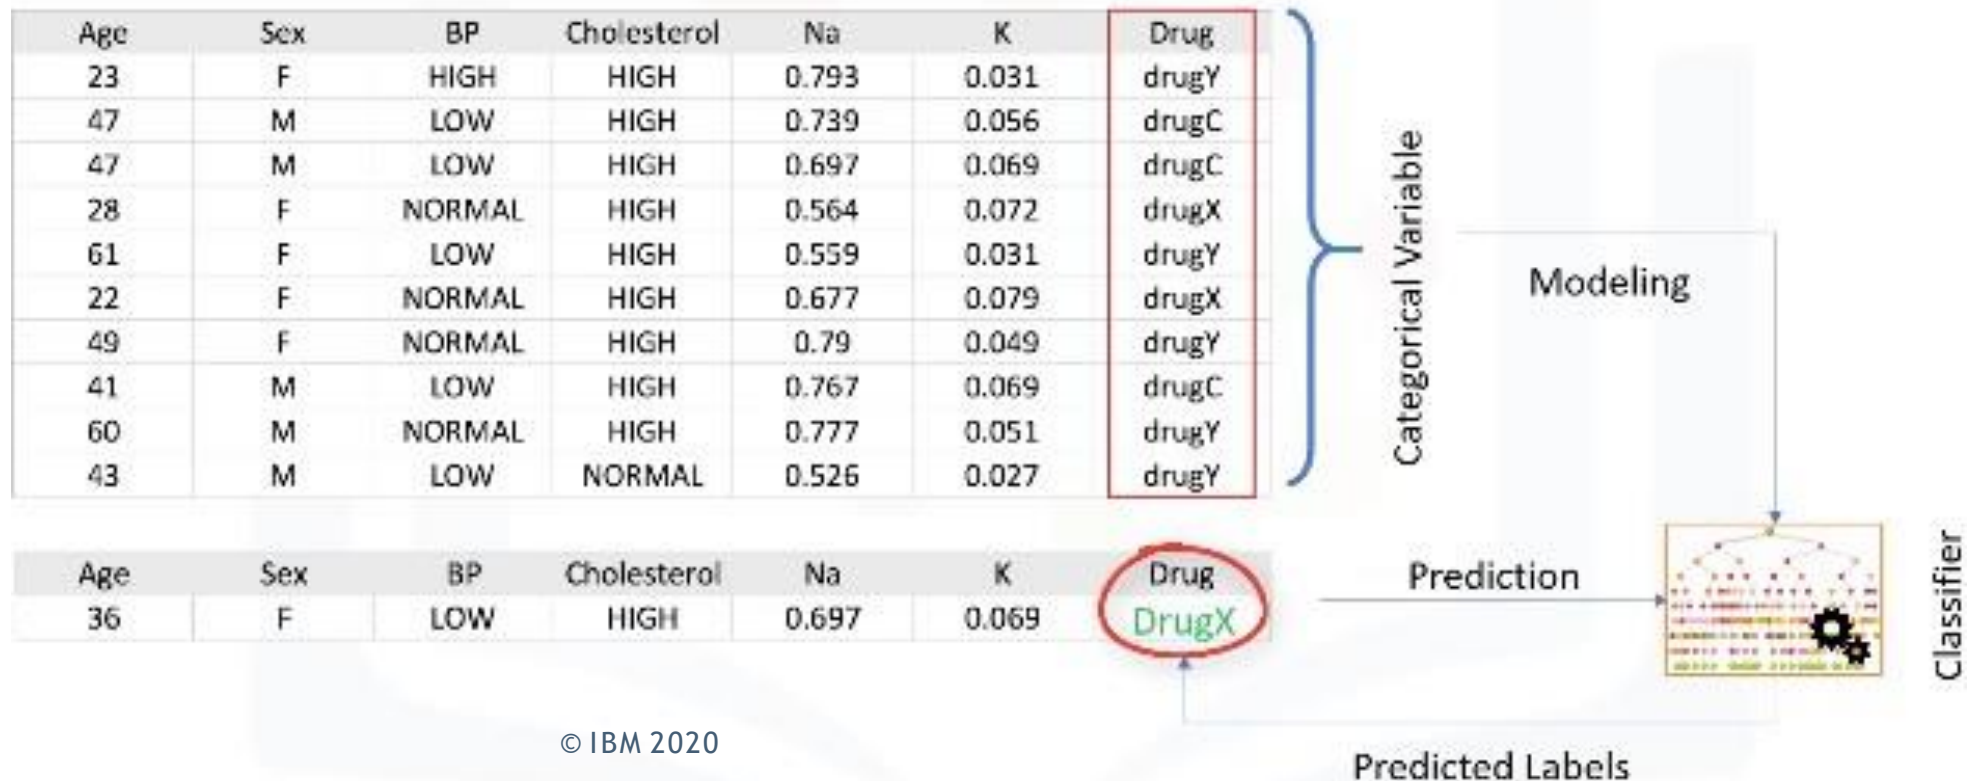 Age Sex BP Cholesterol Na K Drug
23 F HIGH HIGH 0.793 0.031 drugY
47 M LOW HIGH 0.739 0.056 drugC
47 M LOW HIGH 0.697 0.069 drugC
28 F NORMAL HIGH 0.564 0.072 drugX
61 F LOW HIGH 0.559 0.031 drugY
22 F NORMAL HIGH 0.677 0.079 drugX
49 F NORMAL HIGH 0.79 0.049 drugY
41 M LOW HIGH 0.767 0.069 drugC
60 M NORMAL HIGH 0.777 0.051 drugY
43 M LOW NORMAL 0.526 0.027 drugY
Categorical Variable
Modeling
Age Sex BP Cholesterol Na K Drug
36 F LOW HIGH 0.697 0.069 DrugX
Prediction
Classifier
© IBM 2020
Predicted Labels